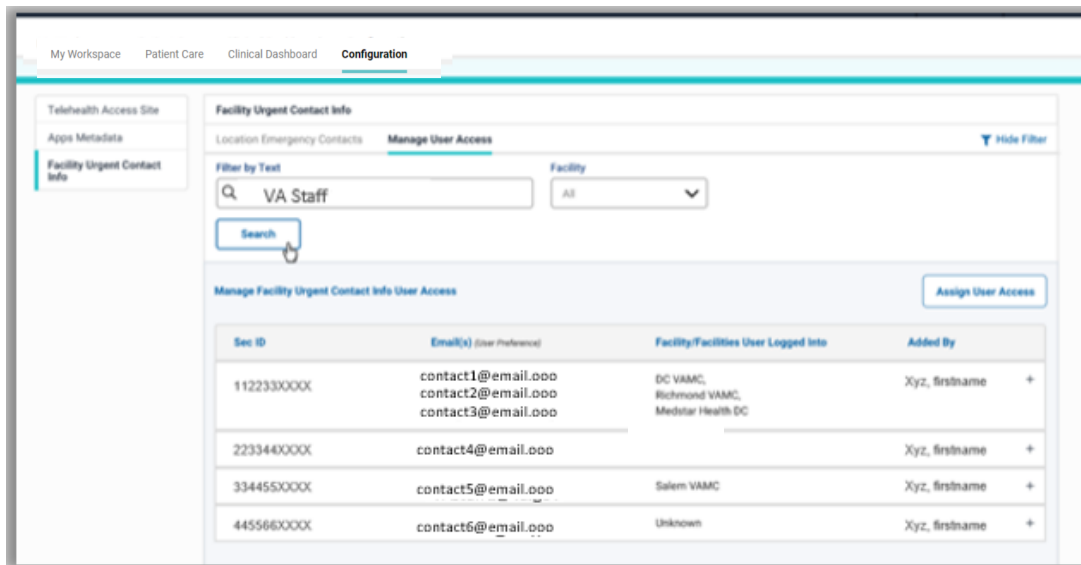 My Workspace Patient Care Clinical Dashboard Configuration
Telehealth Access Site
Apps Metadata
Facility Urgent Contact
Info
Facility Urgent Contact Info
Location Emergency Contacts Manage User Access Hide Filter
Filter by Text Facility
VA Staff All
Search
Manage Facility Urgent Contact Info User Access Assign User Access
Sec ID Email(s) (User Preference) Facility/Facilities User Logged Into Added By
112233XXXX contact1@email.ooo DC VAMC, Xyz, firstname +
contact2@email.ooo Richmond VAMC,
contact3@email.ooo Medstar Health DC
223344XXXX contact4@email.ooo Xyz, firstname +
334455XXXX contact5@email.ooo Salem VAMC Xyz, firstname +
445566XXXX contact6@email.ooo Unknown Xyz, firstname +